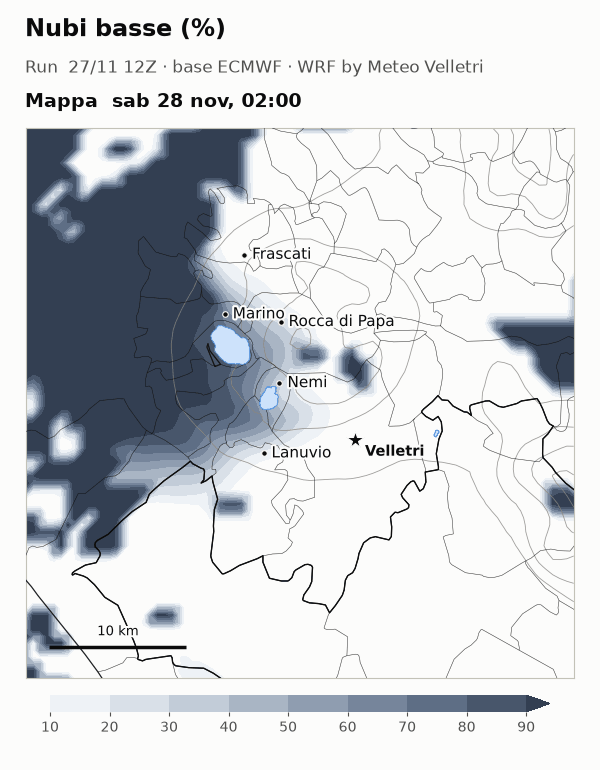 Nubi basse (%)
Run  27/11 12Z · base ECMWF · WRF by Meteo Velletri
Mappa  sab 28 nov, 02:00
Frascati
Marino
Rocca di Papa
Nemi
Velletri
Lanuvio
10 km
10 20 30 40 50 60 70 80 90